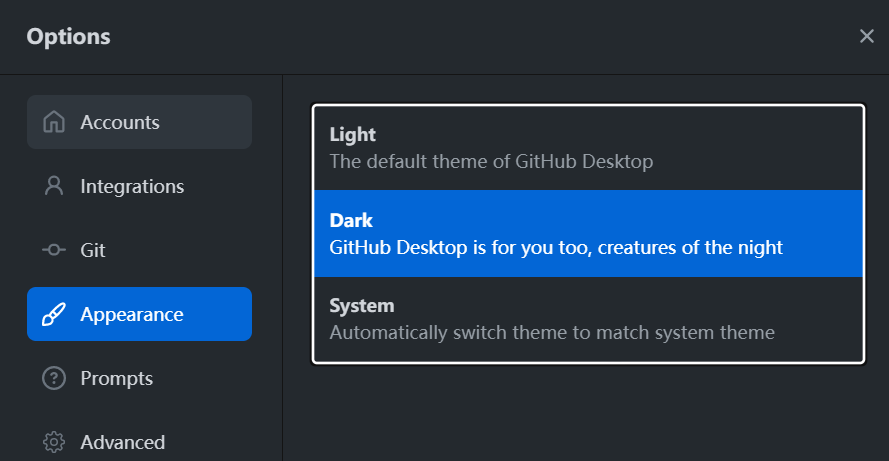 Options
Accounts
Integrations
Git
Appearance
Prompts
Advanced
Light
The default theme of GitHub Desktop
Dark
GitHub Desktop is for you too, creatures of the night
System
Automatically switch theme to match system theme